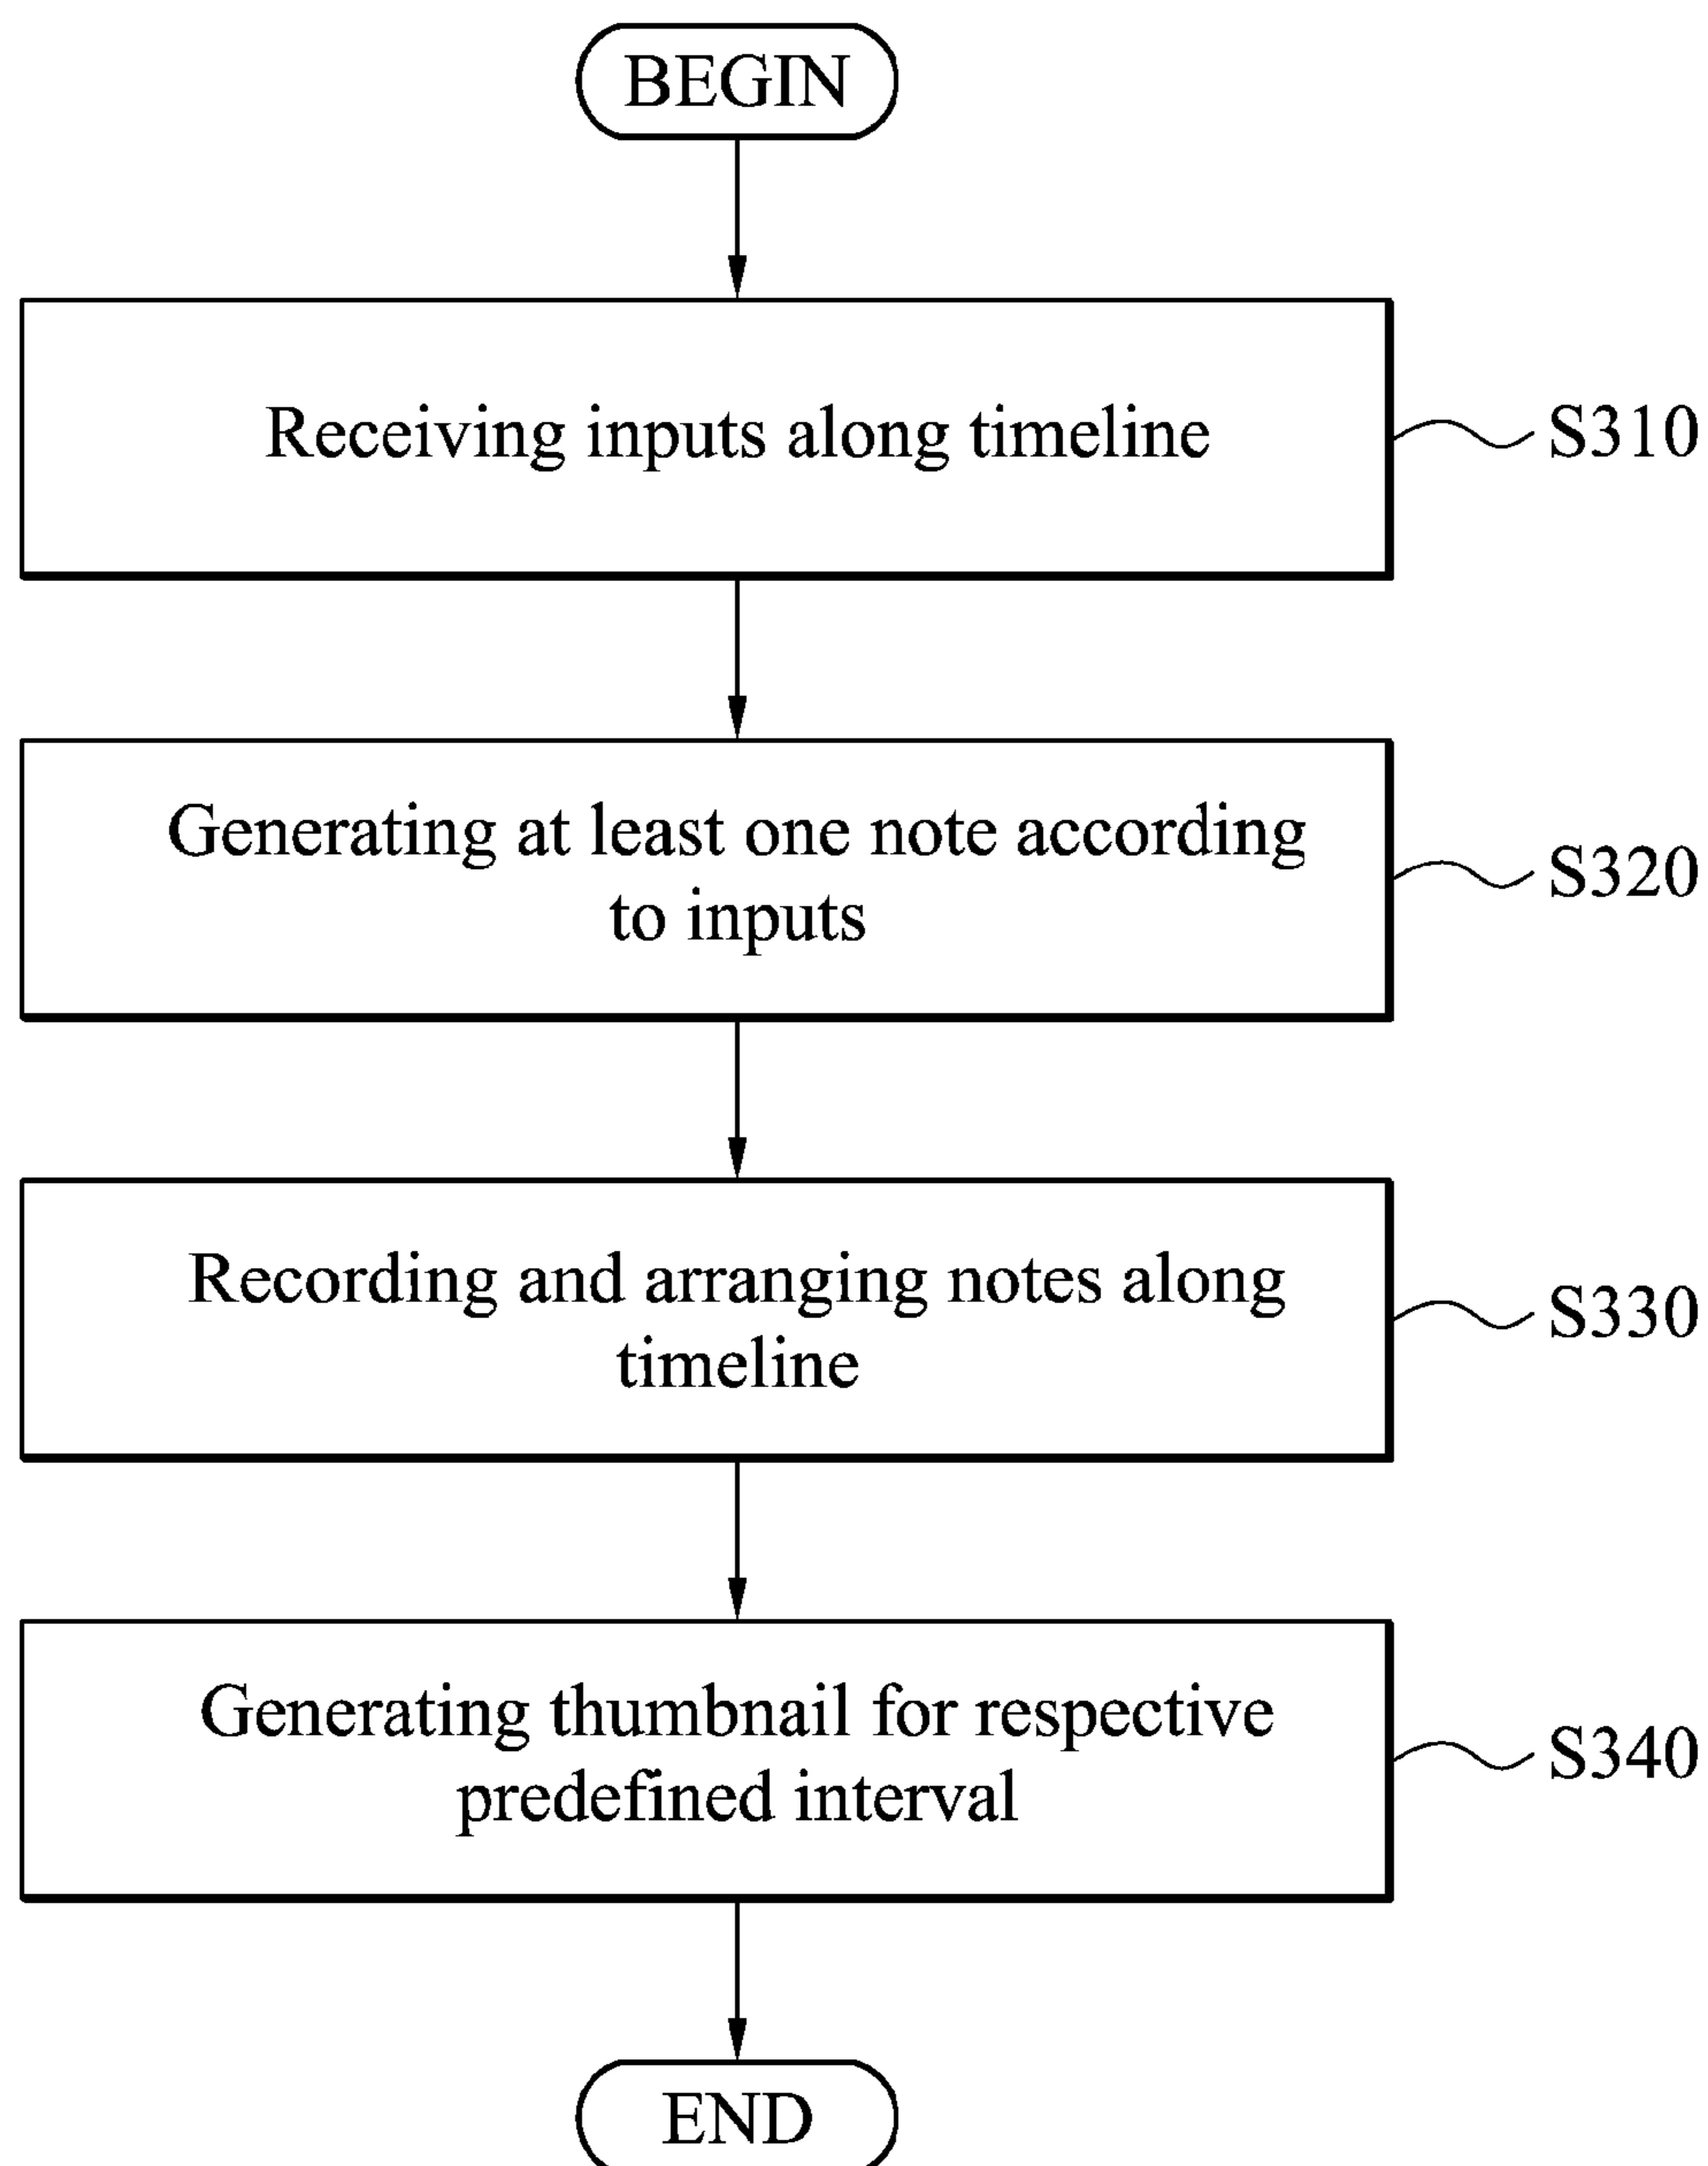 BEGIN
Receiving inputs along timeline
S310
Generating at least one note according
to inputs
S320
Recording and arranging notes along
timeline
S330
Generating thumbnail for respective
predefined interval
S340
END